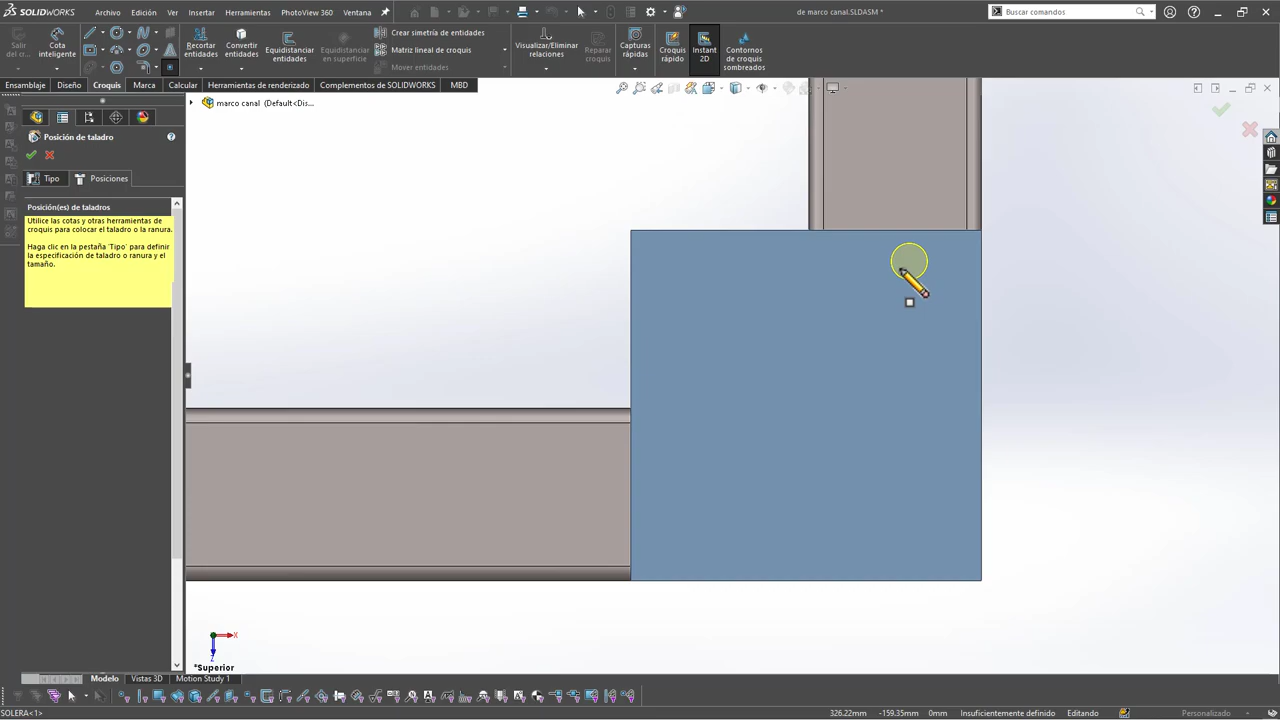 SOLIDWORKS Archivo Edición Ver Insertar Herramientas PhotoView 360 Ventana de marco canal.SLDASM * Buscar comandos
Salir del cr... Cota inteligente Recortar entidades Convertir entidades Equidistanciar entidades Equidistanciar en superficie Crear simetría de entidades Matriz lineal de croquis Mover entidades Visualizar/Eliminar relaciones Reparar croquis Capturas rápidas Croquis rápido Instant 2D Contornos de croquis sombreados
Ensamblaje Diseño Croquis Marca Calcular Herramientas de renderizado Complementos de SOLIDWORKS MBD
marco canal (Default<Dis...
Posición de taladro
Tipo Posiciones
Posición(es) de taladros
Utilice las cotas y otras herramientas de
croquis para colocar el taladro o la ranura.
Haga clic en la pestaña 'Tipo' para definir
la especificación de taladro o ranura y el
tamaño.
X
Z
*Superior
Modelo Vistas 3D Motion Study 1
SOLERA<1> 326.22mm -159.35mm 0mm Insuficientemente definido Editando Personalizado